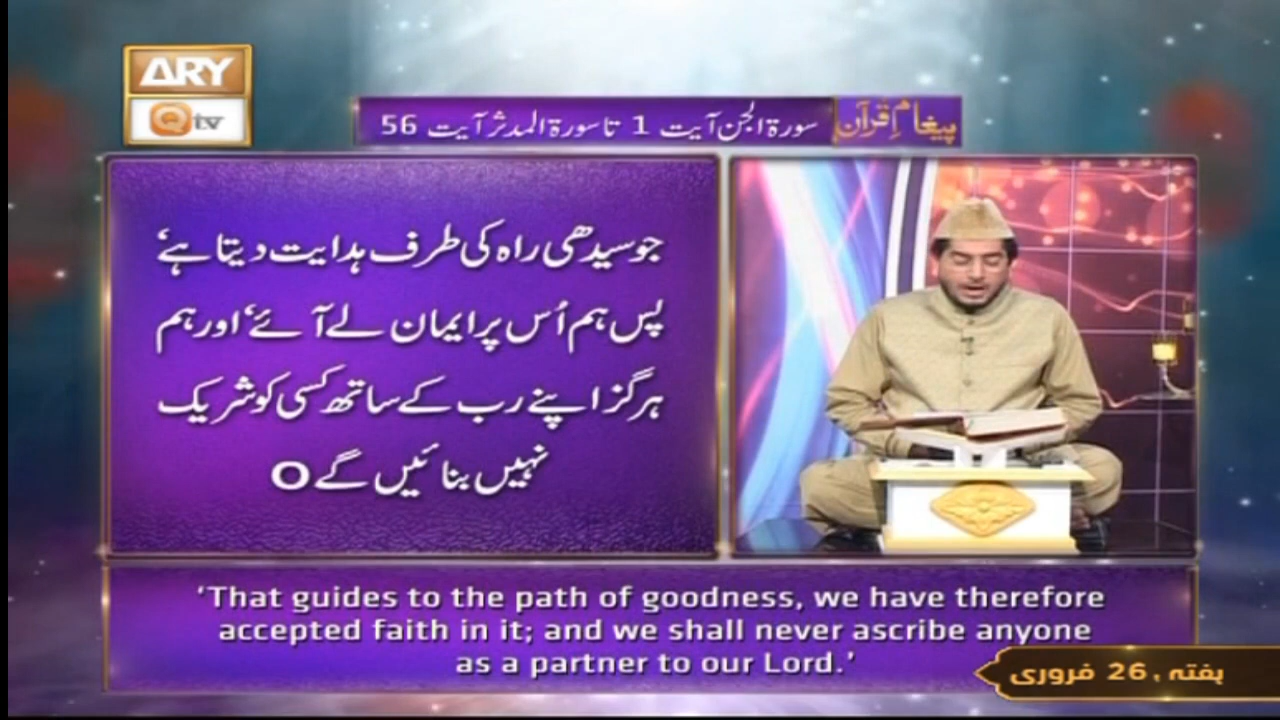 ARY
Qtv
پیغام قرآن سورۃ الجن آیت 1 تا سورۃ المدثر آیت 56
جو سیدھی راہ کی طرف ہدایت دیتا ہے‘
پس ہم اُس پر ایمان لے آئے‘ اور ہم
ہرگز اپنے رب کے ساتھ کسی کو شریک
نہیں بنائیں گے O
‘That guides to the path of goodness, we have therefore
accepted faith in it; and we shall never ascribe anyone
as a partner to our Lord.’
ہفتہ , 26 فروری